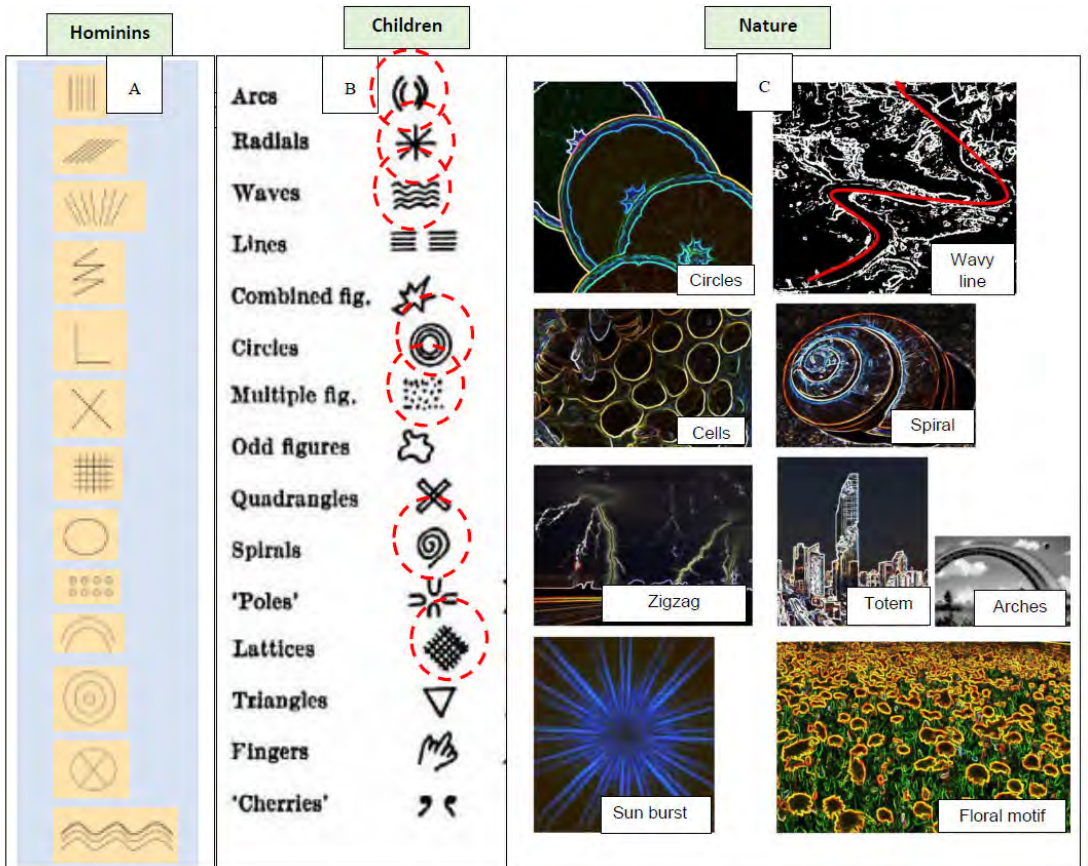 Hominins
Children
Nature
A
B
C
Arcs
Radials
Waves
Lines
Combined fig.
Circles
Multiple fig.
Odd figures
Quadrangles
Spirals
'Poles'
Lattices
Triangles
Fingers
'Cherries'
Circles
Wavy
line
Cells
Spiral
Zigzag
Totem
Arches
Sun burst
Floral motif